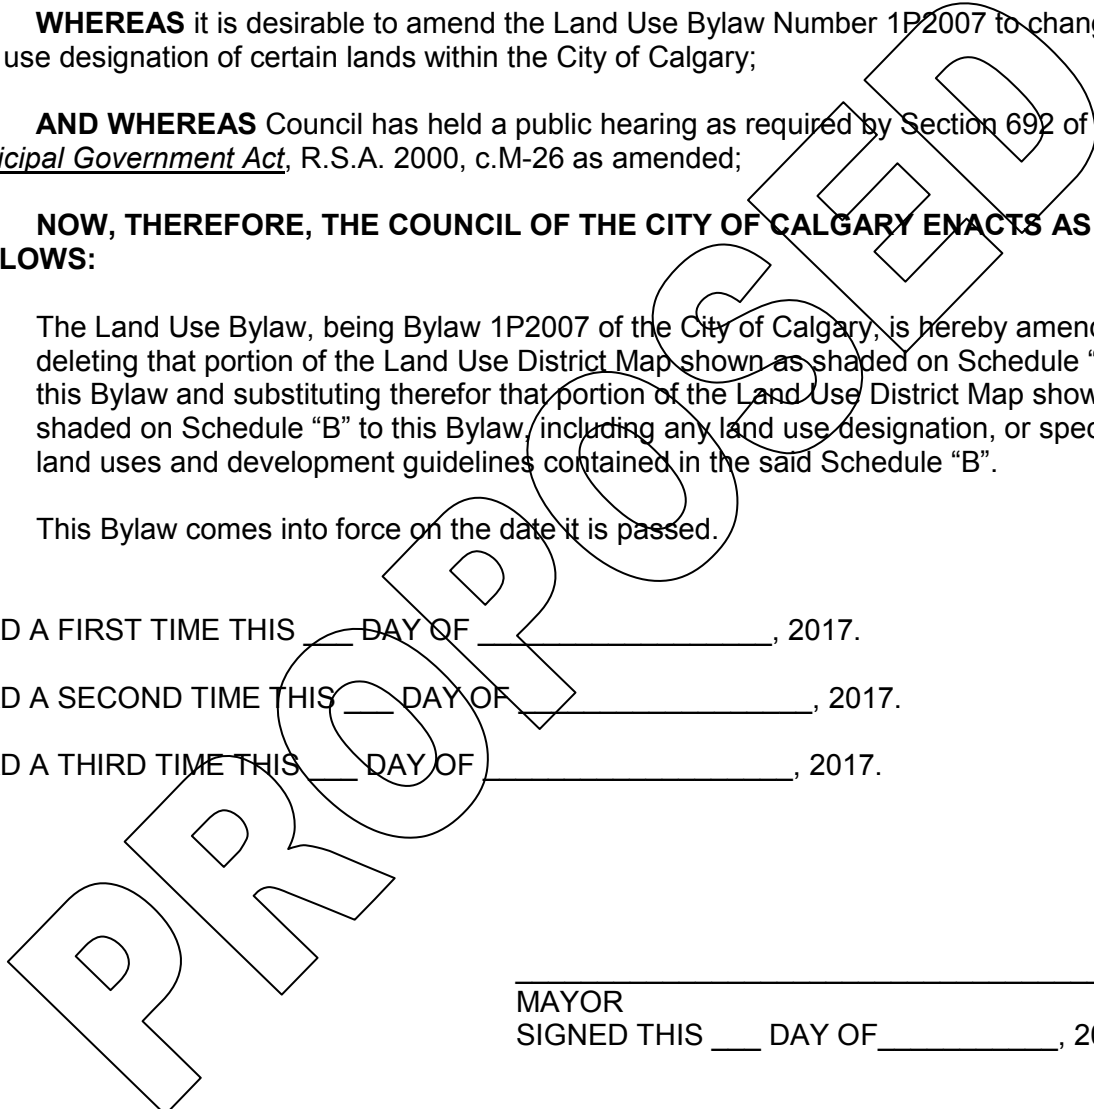 WHEREAS it is desirable to amend the Land Use Bylaw Number 1P2007 to chang
use designation of certain lands within the City of Calgary;
AND WHEREAS Council has held a public hearing as required by Section 692 of
icipal Government Act, R.S.A. 2000, c.M-26 as amended;
NOW, THEREFORE, THE COUNCIL OF THE CITY OF CALGARY ENACTS AS
LOWS:
The Land Use Bylaw, being Bylaw 1P2007 of the City of Calgary, is hereby amend
deleting that portion of the Land Use District Map shown as shaded on Schedule “
this Bylaw and substituting therefor that portion of the Land Use District Map show
shaded on Schedule “B” to this Bylaw, including any land use designation, or spec
land uses and development guidelines contained in the said Schedule “B”.
This Bylaw comes into force on the date it is passed.
D A FIRST TIME THIS ___ DAY OF __________________, 2017.
D A SECOND TIME THIS ___ DAY OF __________________, 2017.
D A THIRD TIME THIS ___ DAY OF ___________________, 2017.
MAYOR
SIGNED THIS ___ DAY OF___________, 20
PROPOSED